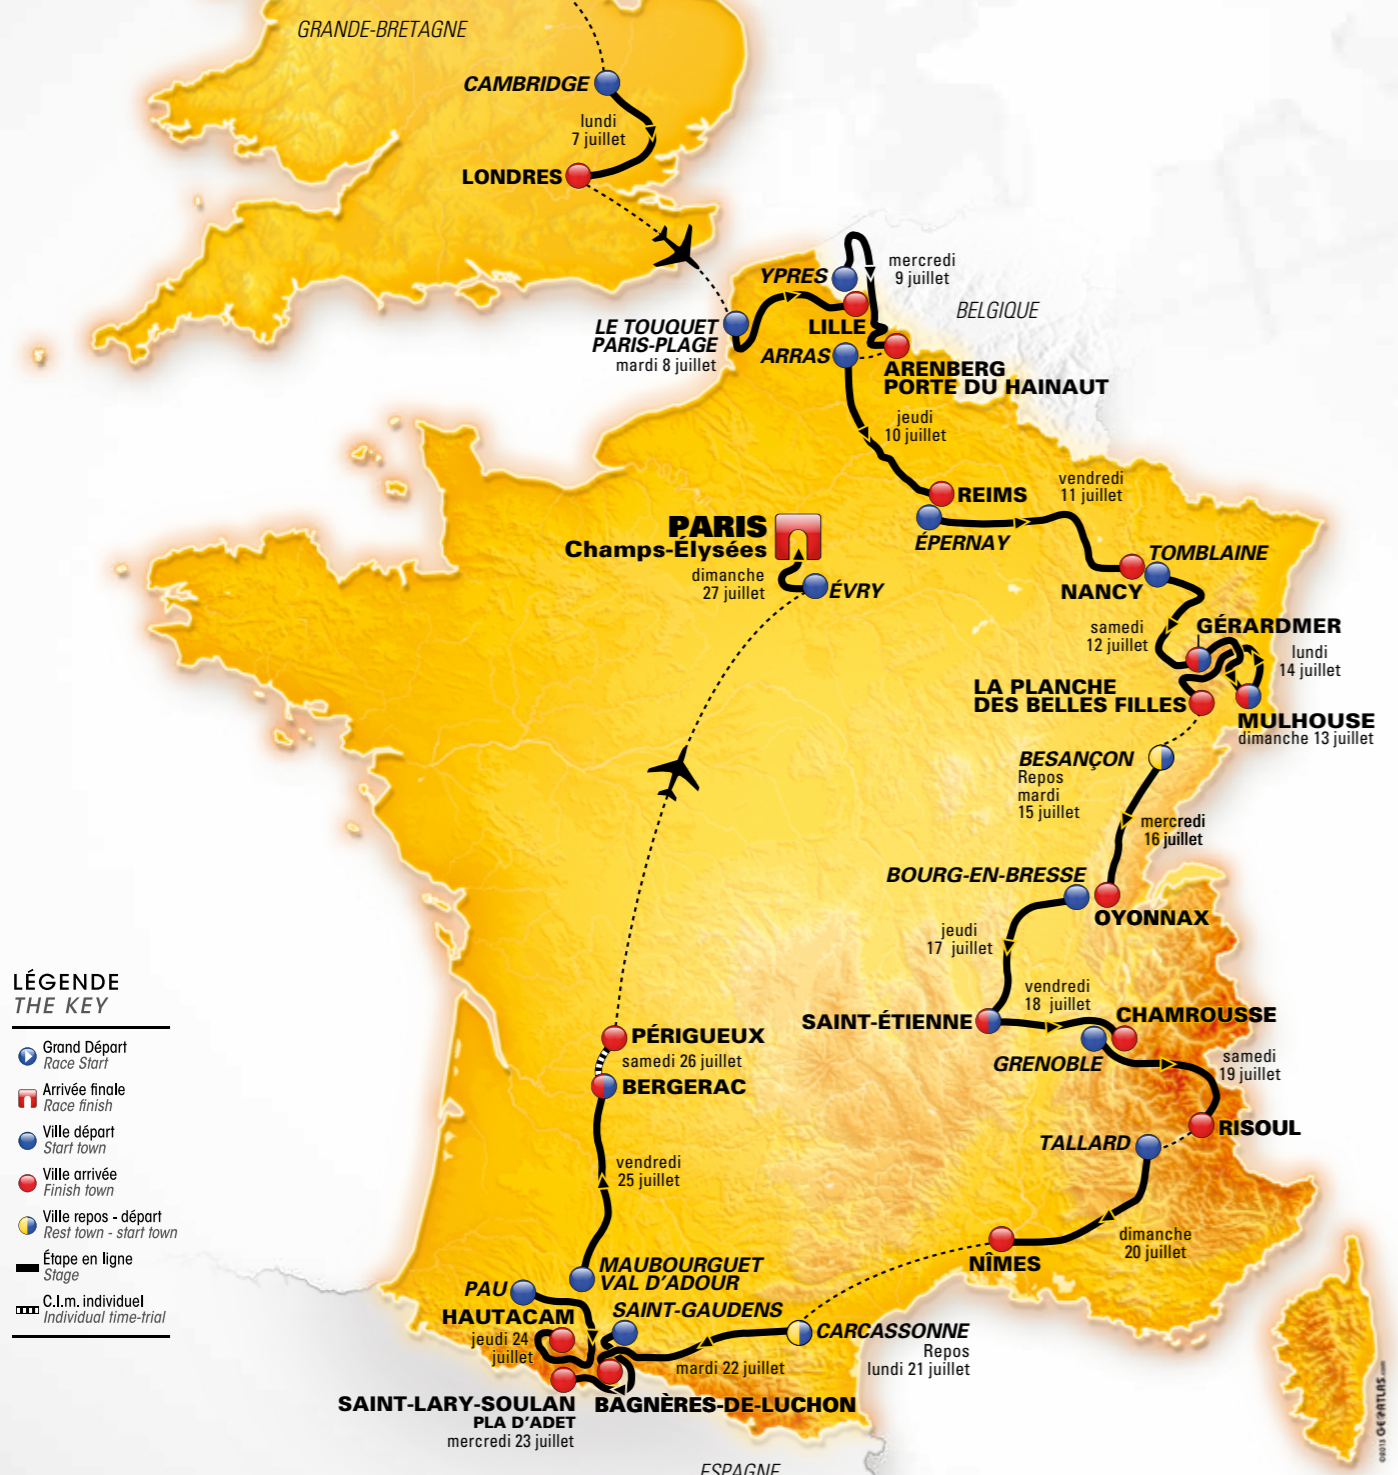 GRANDE-BRETAGNE
CAMBRIDGE
lundi
7 juillet
LONDRES
YPRES
mercredi
9 juillet
BELGIQUE
LE TOUQUET
PARIS-PLAGE
mardi 8 juillet
LILLE
ARRAS
ARENBERG
PORTE DU HAINAUT
jeudi
10 juillet
REIMS
vendredi
11 juillet
ÉPERNAY
PARIS
Champs-Élysées
dimanche
27 juillet
ÉVRY
TOMBLAINE
NANCY
samedi
12 juillet
GÉRARDMER
lundi
14 juillet
LA PLANCHE
DES BELLES FILLES
MULHOUSE
dimanche 13 juillet
BESANÇON
Repos
mardi
15 juillet
mercredi
16 juillet
BOURG-EN-BRESSE
OYONNAX
jeudi
17 juillet
vendredi
18 juillet
SAINT-ÉTIENNE
CHAMROUSSE
GRENOBLE
samedi
19 juillet
RISOUL
TALLARD
dimanche
20 juillet
NÎMES
PÉRIGUEUX
samedi 26 juillet
BERGERAC
vendredi
25 juillet
MAUBOURGUET
VAL D'ADOUR
PAU
HAUTACAM
jeudi 24
juillet
SAINT-GAUDENS
CARCASSONNE
Repos
lundi 21 juillet
mardi 22 juillet
SAINT-LARY-SOULAN
PLA D'ADET
mercredi 23 juillet
BAGNÈRES-DE-LUCHON
ESPAGNE
LÉGENDE
THE KEY
Grand Départ
Race Start
Arrivée finale
Race finish
Ville départ
Start town
Ville arrivée
Finish town
Ville repos - départ
Rest town - start town
Étape en ligne
Stage
C.l.m. individuel
Individual time-trial
©2013 GEOATLAS.com